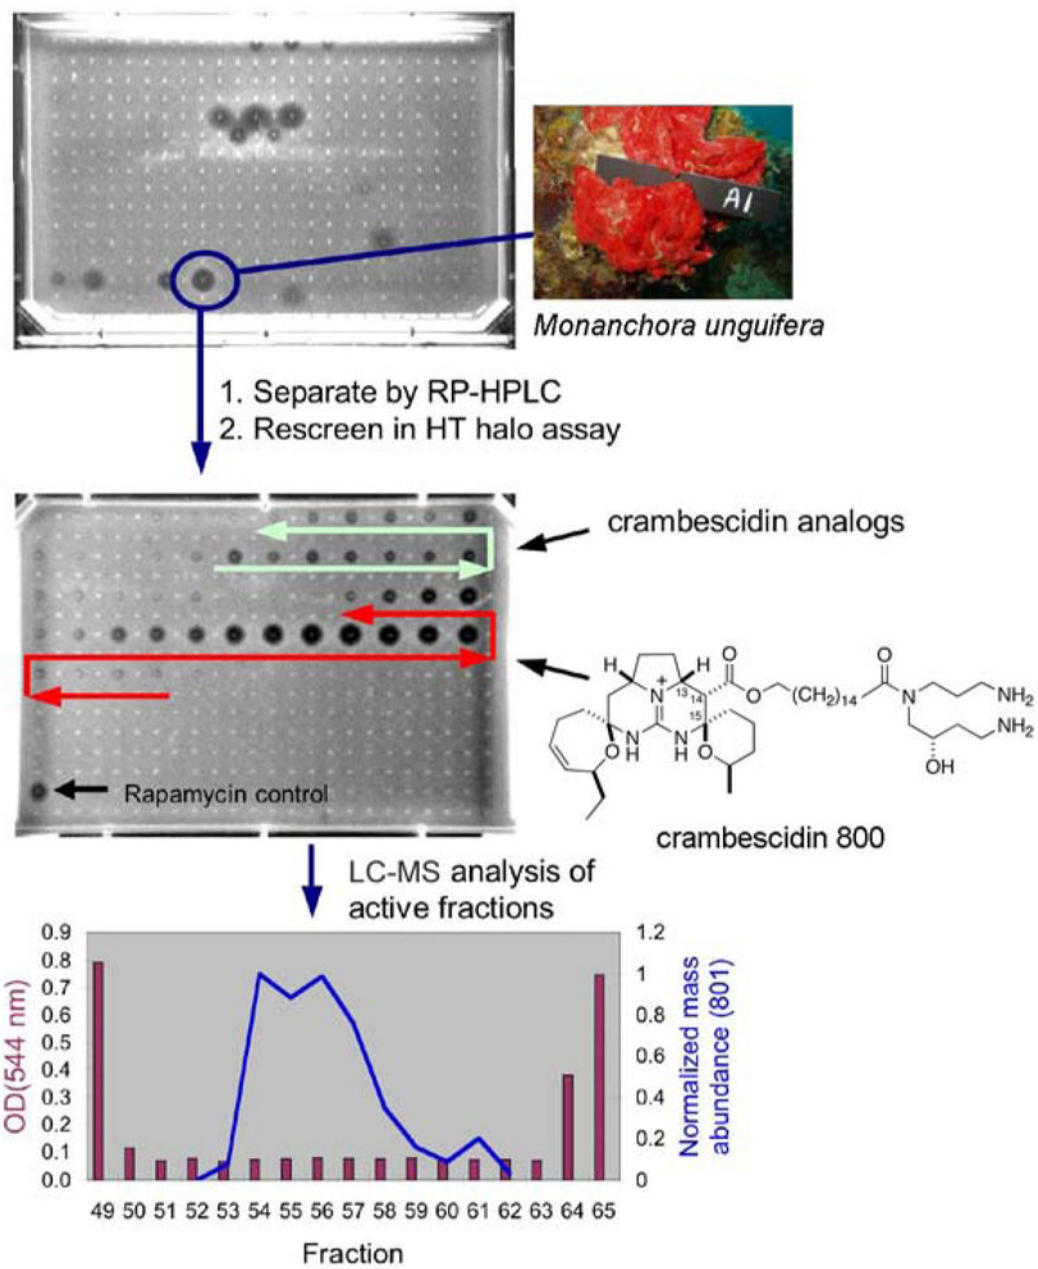 A1
Monanchora unguifera
1. Separate by RP-HPLC
2. Rescreen in HT halo assay
crambescidin analogs
H
H
+
N
13
14
15
O
O
(CH2)14
O
N
NH2
NH2
OH
N
H
N
H
O
O
Rapamycin control
crambescidin 800
LC-MS analysis of
active fractions
OD(544 nm)
0.9
0.8
0.7
0.6
0.5
0.4
0.3
0.2
0.1
0.0
1.2
1
0.8
0.6
0.4
0.2
0
Normalized mass
abundance (801)
49 50 51 52 53 54 55 56 57 58 59 60 61 62 63 64 65
Fraction